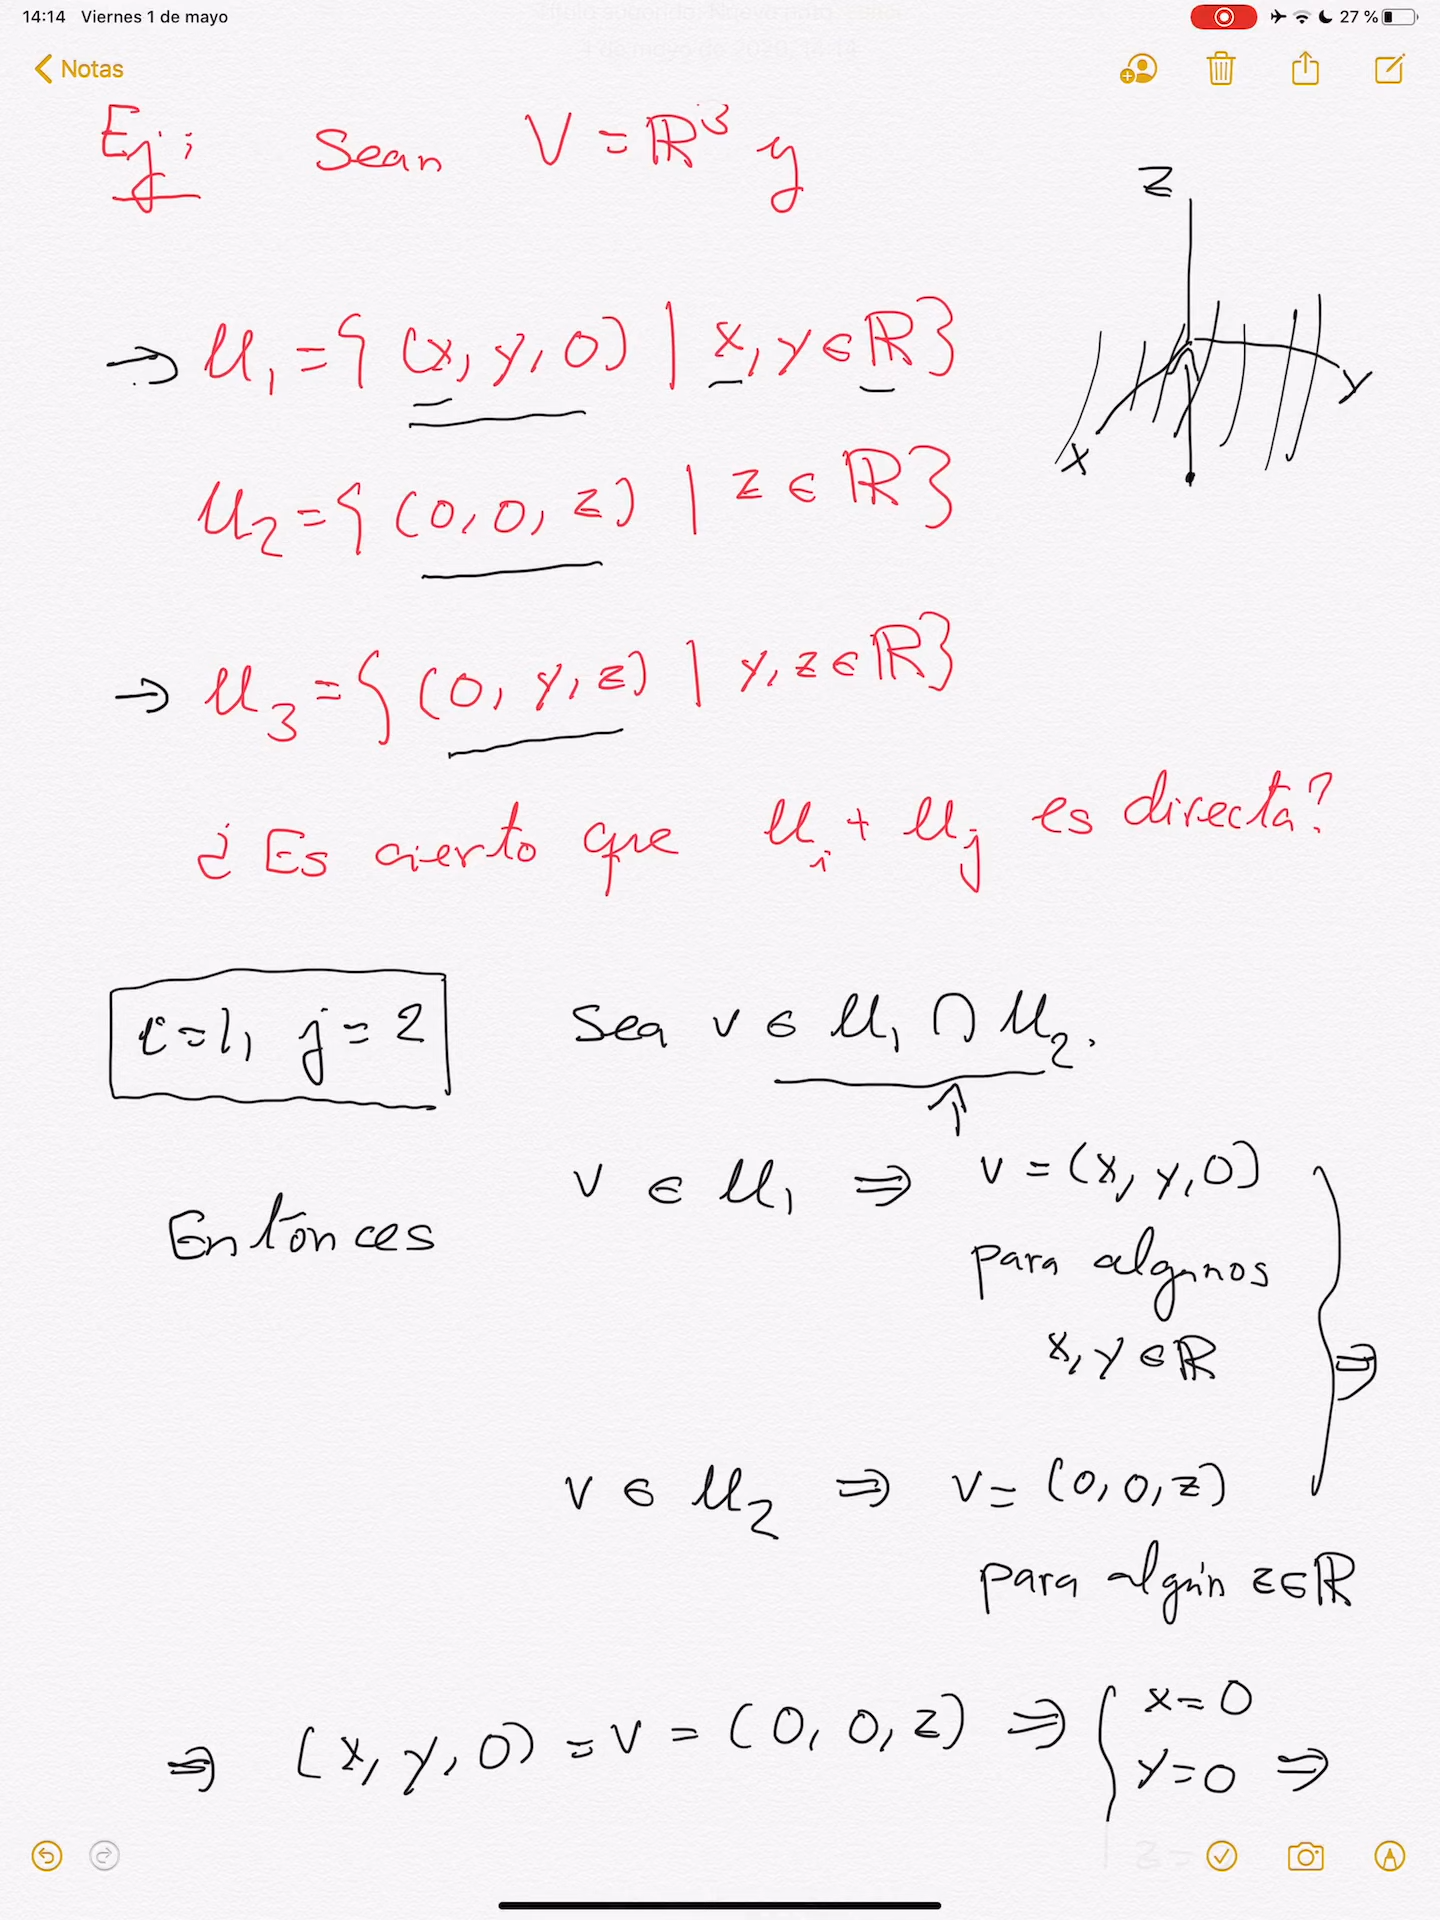 14:14 Viernes 1 de mayo 27 %
Notas
Ej: Sean V = ℝ³ y
Z
→ U₁ = { (x, y, 0) | x, y ∈ ℝ }
Y
X
U₂ = { (0, 0, z) | z ∈ ℝ }
→ U₃ = { (0, y, z) | y, z ∈ ℝ }
¿Es cierto que Uᵢ + Uⱼ es directa?
i=1, j=2 Sea v ∈ U₁ ∩ U₂.
↑
Entonces v ∈ U₁ ⇒ v = (x, y, 0)
para algunos
x, y ∈ ℝ
⇒
v ∈ U₂ ⇒ v = (0, 0, z)
para algún z ∈ ℝ
⇒ (x, y, 0) = v = (0, 0, z) ⇒ { x = 0
y = 0 ⇒
z =